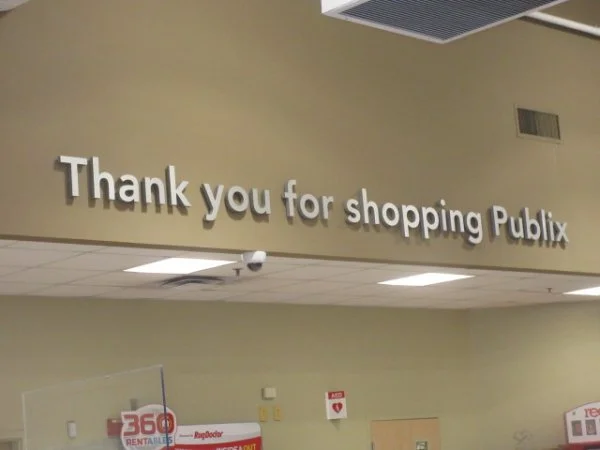 Thank you for shopping Publix
AED
360
RENTABLES
RugDoctor